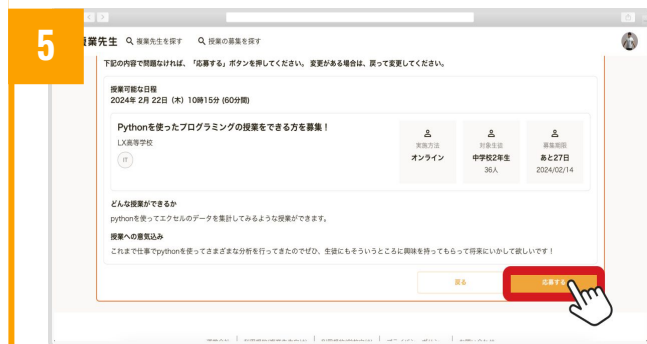 5
複業先生 複業先生を探す 授業の募集を探す
下記の内容で問題なければ、「応募する」ボタンを押してください。 変更がある場合は、戻って変更してください。
授業可能な日程
2024年 2月 22日（木）10時15分 (60分間)
Pythonを使ったプログラミングの授業をできる方を募集！
LX高等学校
IT
実施方法
オンライン
対象生徒
中学校2年生
36人
募集期限
あと27日
2024/02/14
どんな授業ができるか
pythonを使ってエクセルのデータを集計してみるような授業ができます。
授業への意気込み
これまで仕事でpythonを使ってさまざまな分析を行ってきたのでぜひ、生徒にもそういうところに興味を持ってもらって将来にいかして欲しいです！
戻る
応募する